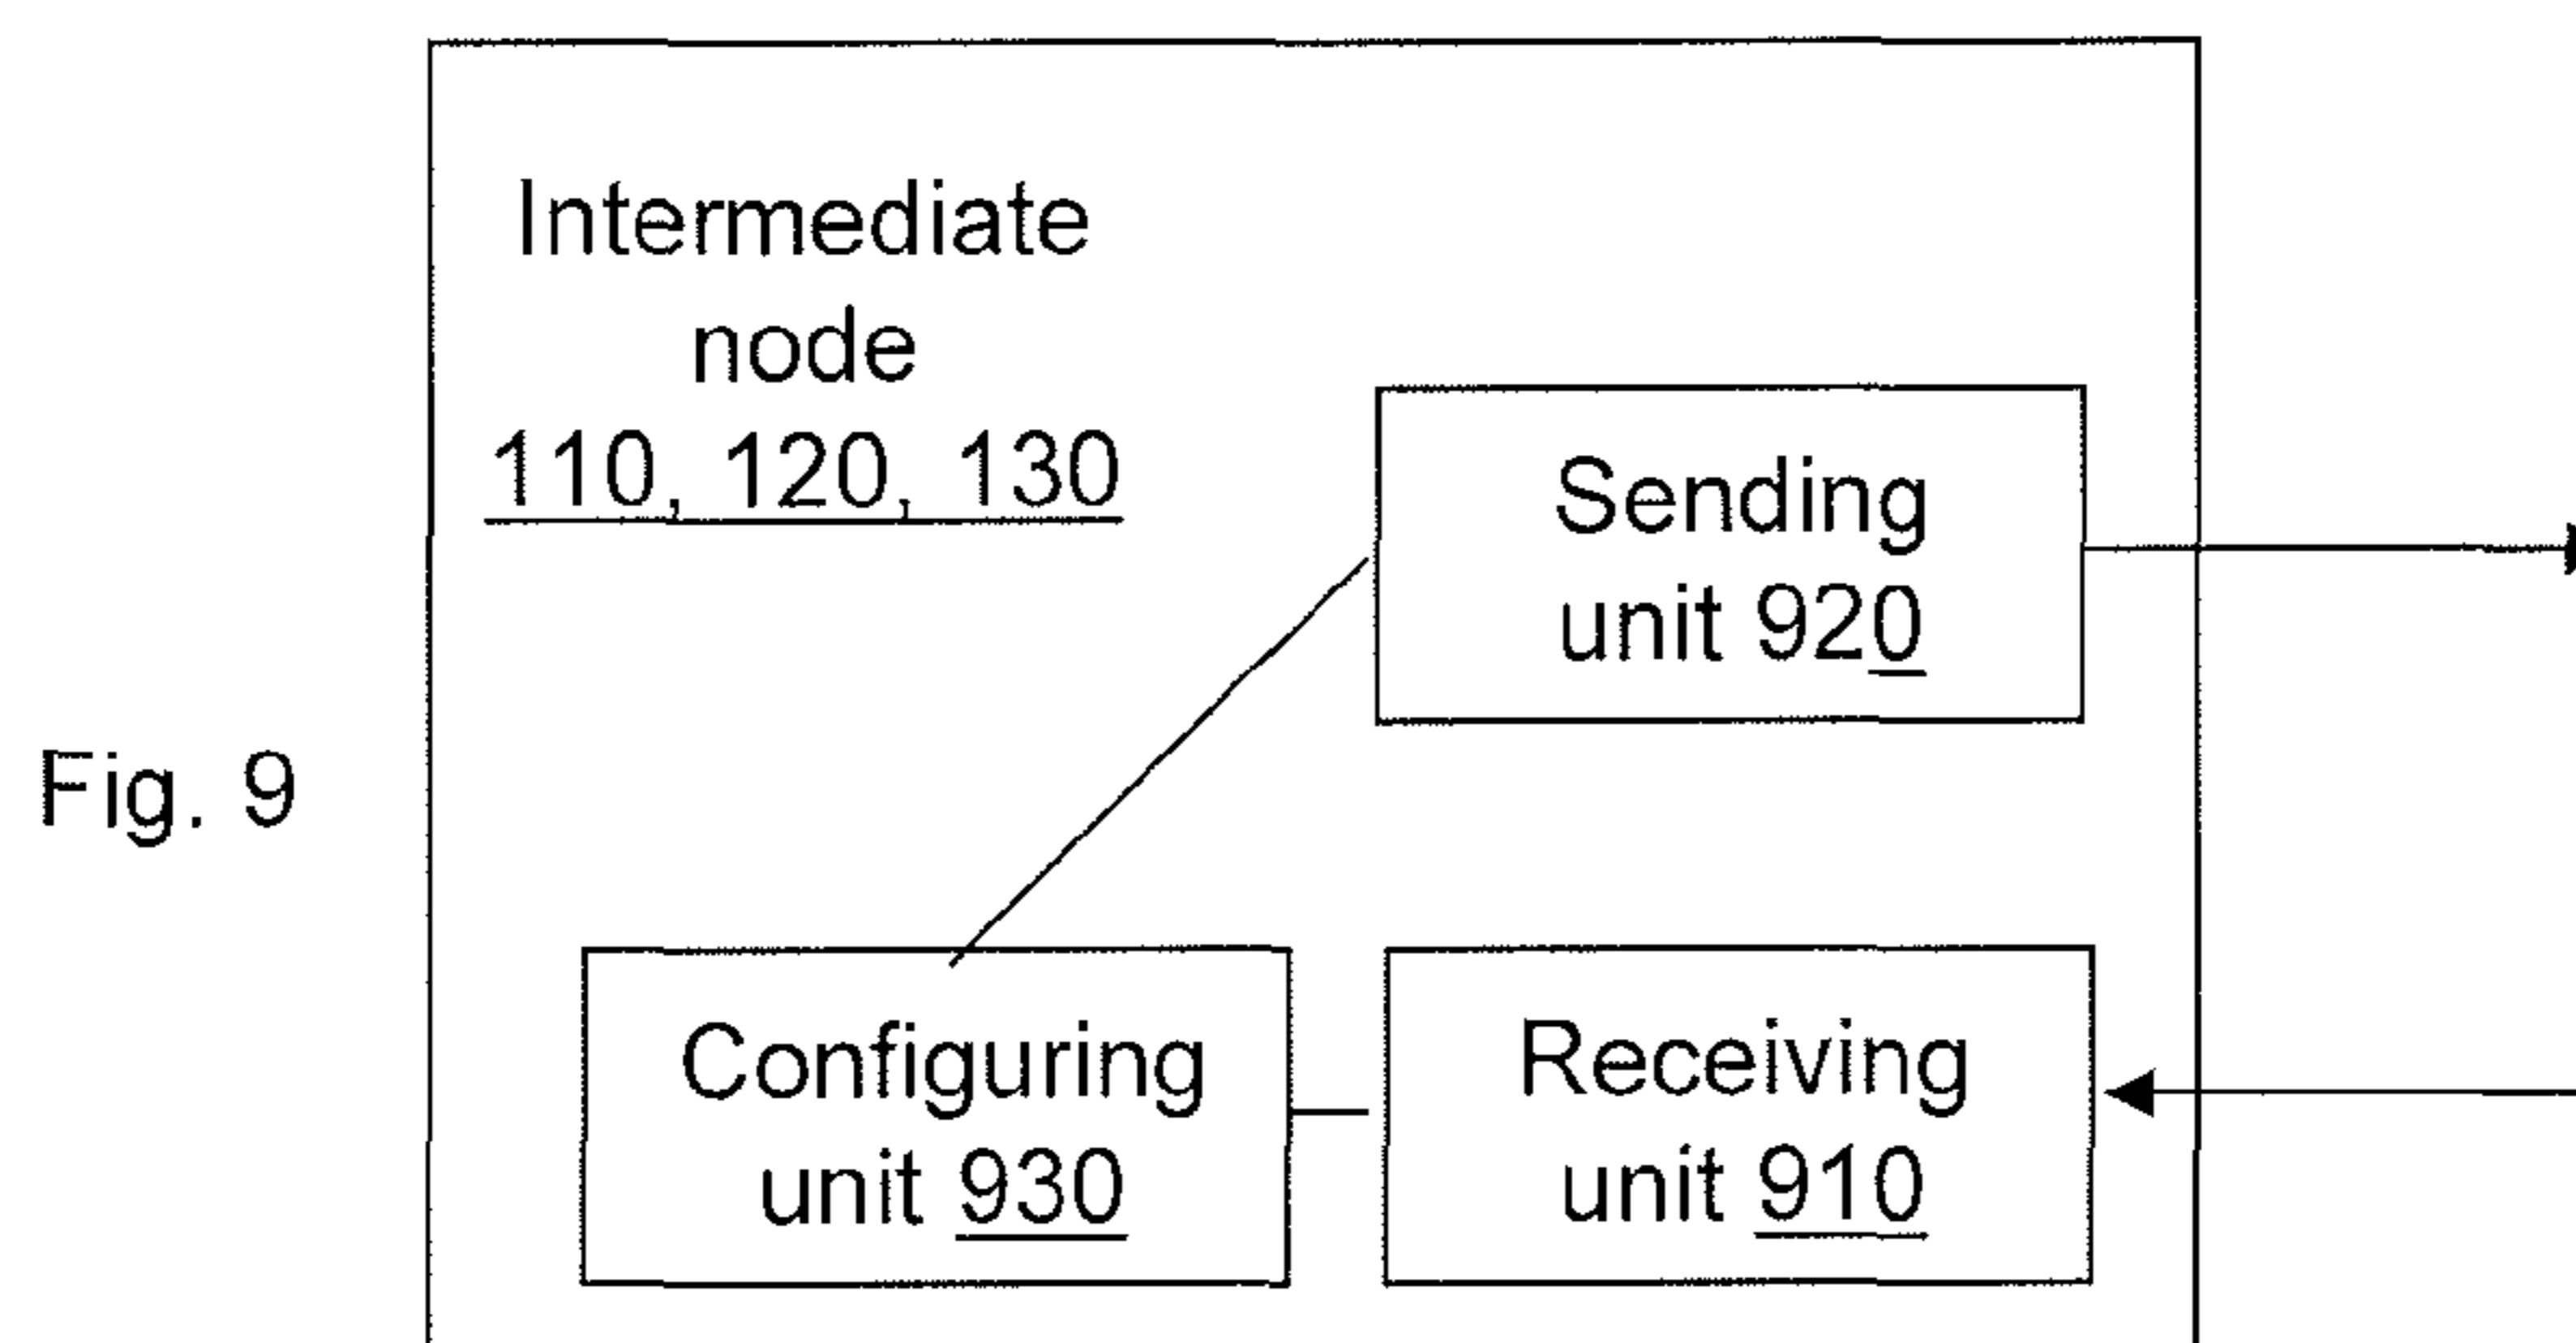 Intermediate
node
110, 120, 130
Sending
unit 920
Fig. 9
Configuring
unit 930
Receiving
unit 910